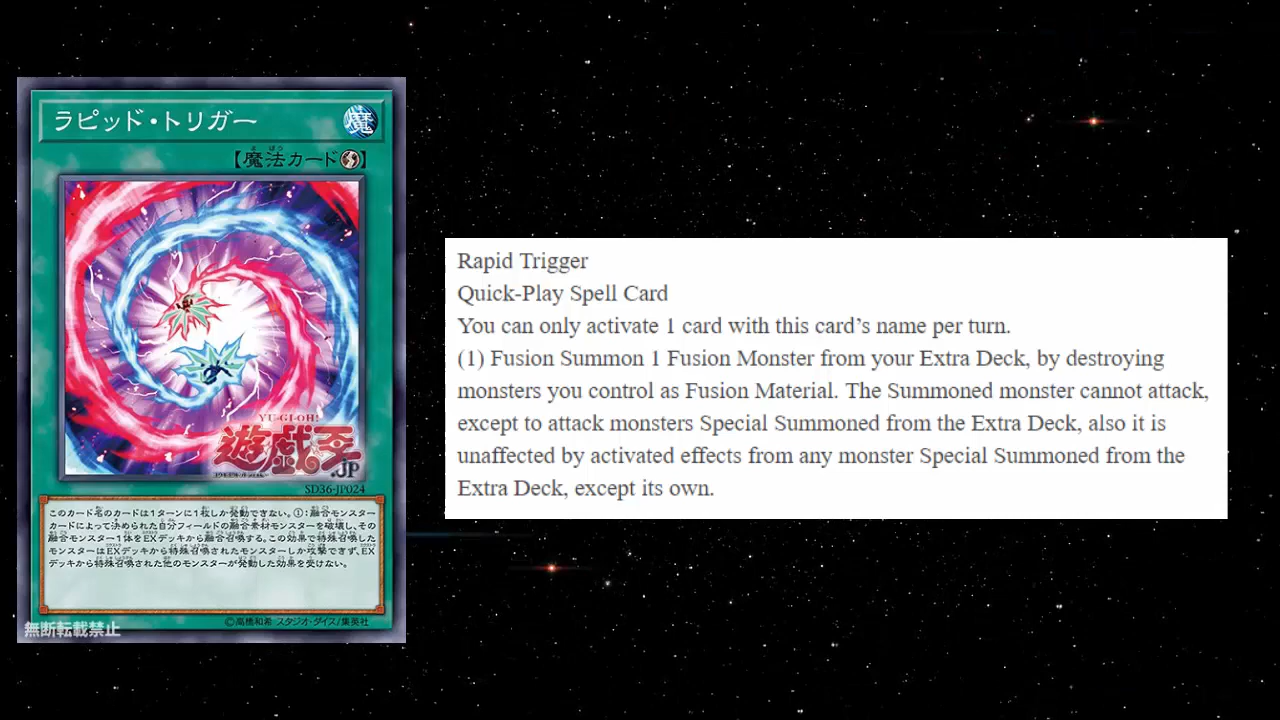 ラピッド・トリガー
魔
【魔法カード】
YU-GI-OH!
遊戯王
.JP
SD36-JP024
このカード名のカードは1ターンに1枚しか発動できない。①:融合モンスター
カードによって決められた自分フィールドの融合素材モンスターを破壊し、その
融合モンスター1体をEXデッキから融合召喚する。この効果で特殊召喚した
モンスターはEXデッキから特殊召喚されたモンスターしか攻撃できず、EX
デッキから特殊召喚された他のモンスターが発動した効果を受けない。
無断転載禁止
©高橋和希 スタジオ・ダイス/集英社
Rapid Trigger
Quick-Play Spell Card
You can only activate 1 card with this card’s name per turn.
(1) Fusion Summon 1 Fusion Monster from your Extra Deck, by destroying
monsters you control as Fusion Material. The Summoned monster cannot attack,
except to attack monsters Special Summoned from the Extra Deck, also it is
unaffected by activated effects from any monster Special Summoned from the
Extra Deck, except its own.